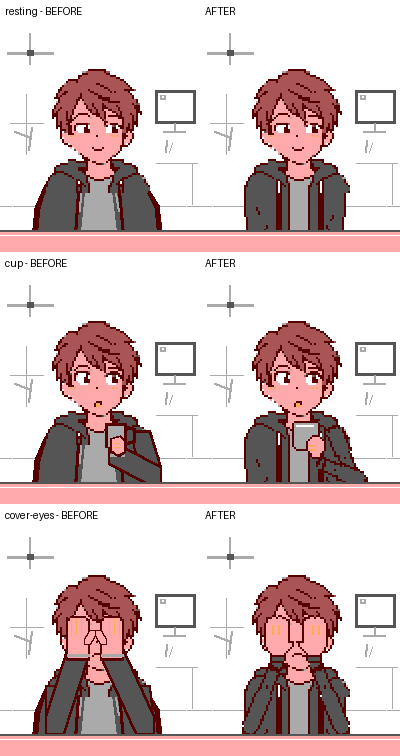 resting - BEFORE AFTER
cup - BEFORE AFTER
cover-eyes - BEFORE AFTER